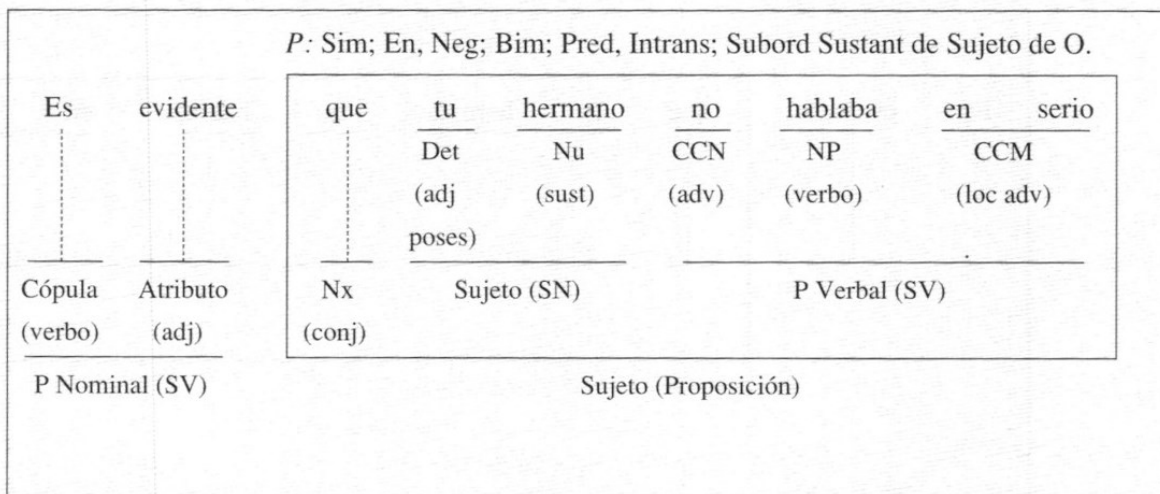 P: Sim; En, Neg; Bim; Pred, Intrans; Subord Sustant de Sujeto de O.
Es evidente que tu hermano no hablaba en serio
Det Nu CCN NP CCM
(adj (sust) (adv) (verbo) (loc adv)
poses)
Cópula Atributo Nx Sujeto (SN) P Verbal (SV)
(verbo) (adj) (conj)
P Nominal (SV) Sujeto (Proposición)